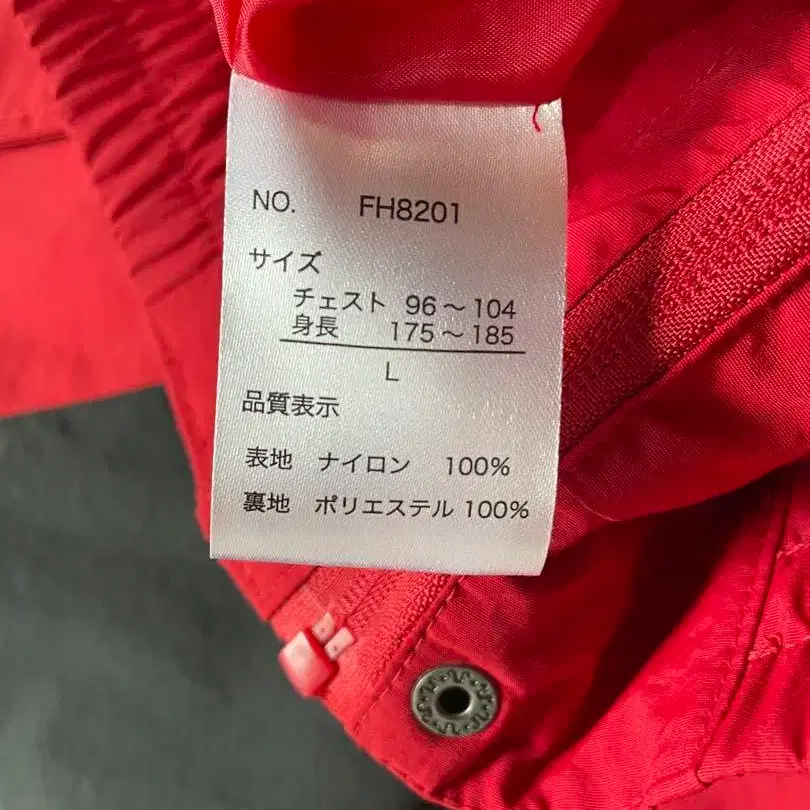 NO. FH8201
サイズ
チェスト 96～104
身長 175～185
L
品質表示
表地 ナイロン 100%
裏地 ポリエステル 100%